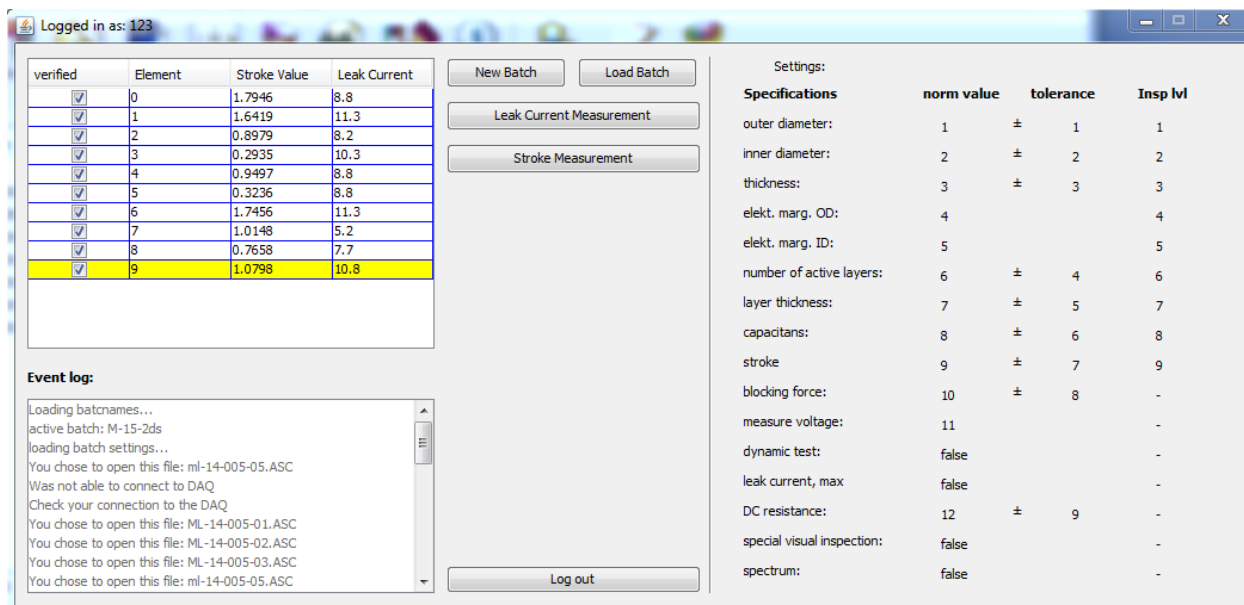 Logged in as: 123
verified Element Stroke Value Leak Current
0 1.7946 8.8
1 1.6419 11.3
2 0.8979 8.2
3 0.2935 10.3
4 0.9497 8.8
5 0.3236 8.8
6 1.7456 11.3
7 1.0148 5.2
8 0.7658 7.7
9 1.0798 10.8
New Batch Load Batch
Leak Current Measurement
Stroke Measurement
Event log:
Loading batcnames...
active batch: M-15-2ds
loading batch settings...
You chose to open this file: ml-14-005-05.ASC
Was not able to connect to DAQ
Check your connection to the DAQ
You chose to open this file: ML-14-005-01.ASC
You chose to open this file: ML-14-005-02.ASC
You chose to open this file: ML-14-005-03.ASC
You chose to open this file: ml-14-005-05.ASC
Log out
Settings:
Specifications norm value tolerance Insp lvl
outer diameter: 1 ± 1 1
inner diameter: 2 ± 2 2
thickness: 3 ± 3 3
elekt. marg. OD: 4 4
elekt. marg. ID: 5 5
number of active layers: 6 ± 4 6
layer thickness: 7 ± 5 7
capacitans: 8 ± 6 8
stroke 9 ± 7 9
blocking force: 10 ± 8 -
measure voltage: 11 -
dynamic test: false -
leak current, max false -
DC resistance: 12 ± 9 -
special visual inspection: false -
spectrum: false -